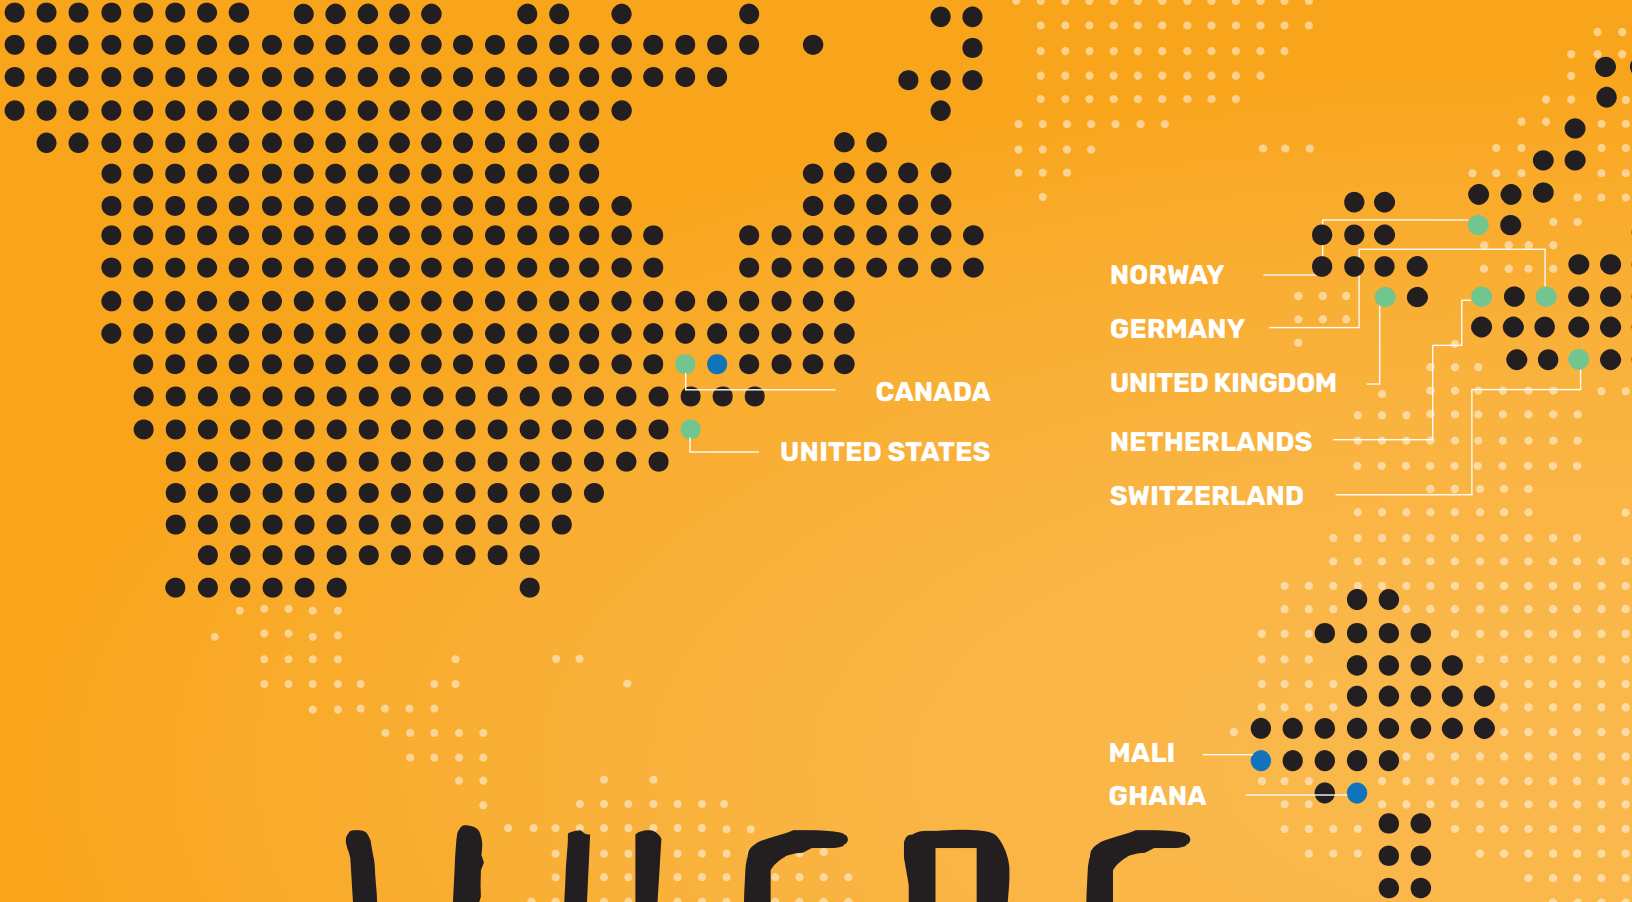 CANADA
UNITED STATES
NORWAY
GERMANY
UNITED KINGDOM
NETHERLANDS
SWITZERLAND
MALI
GHANA